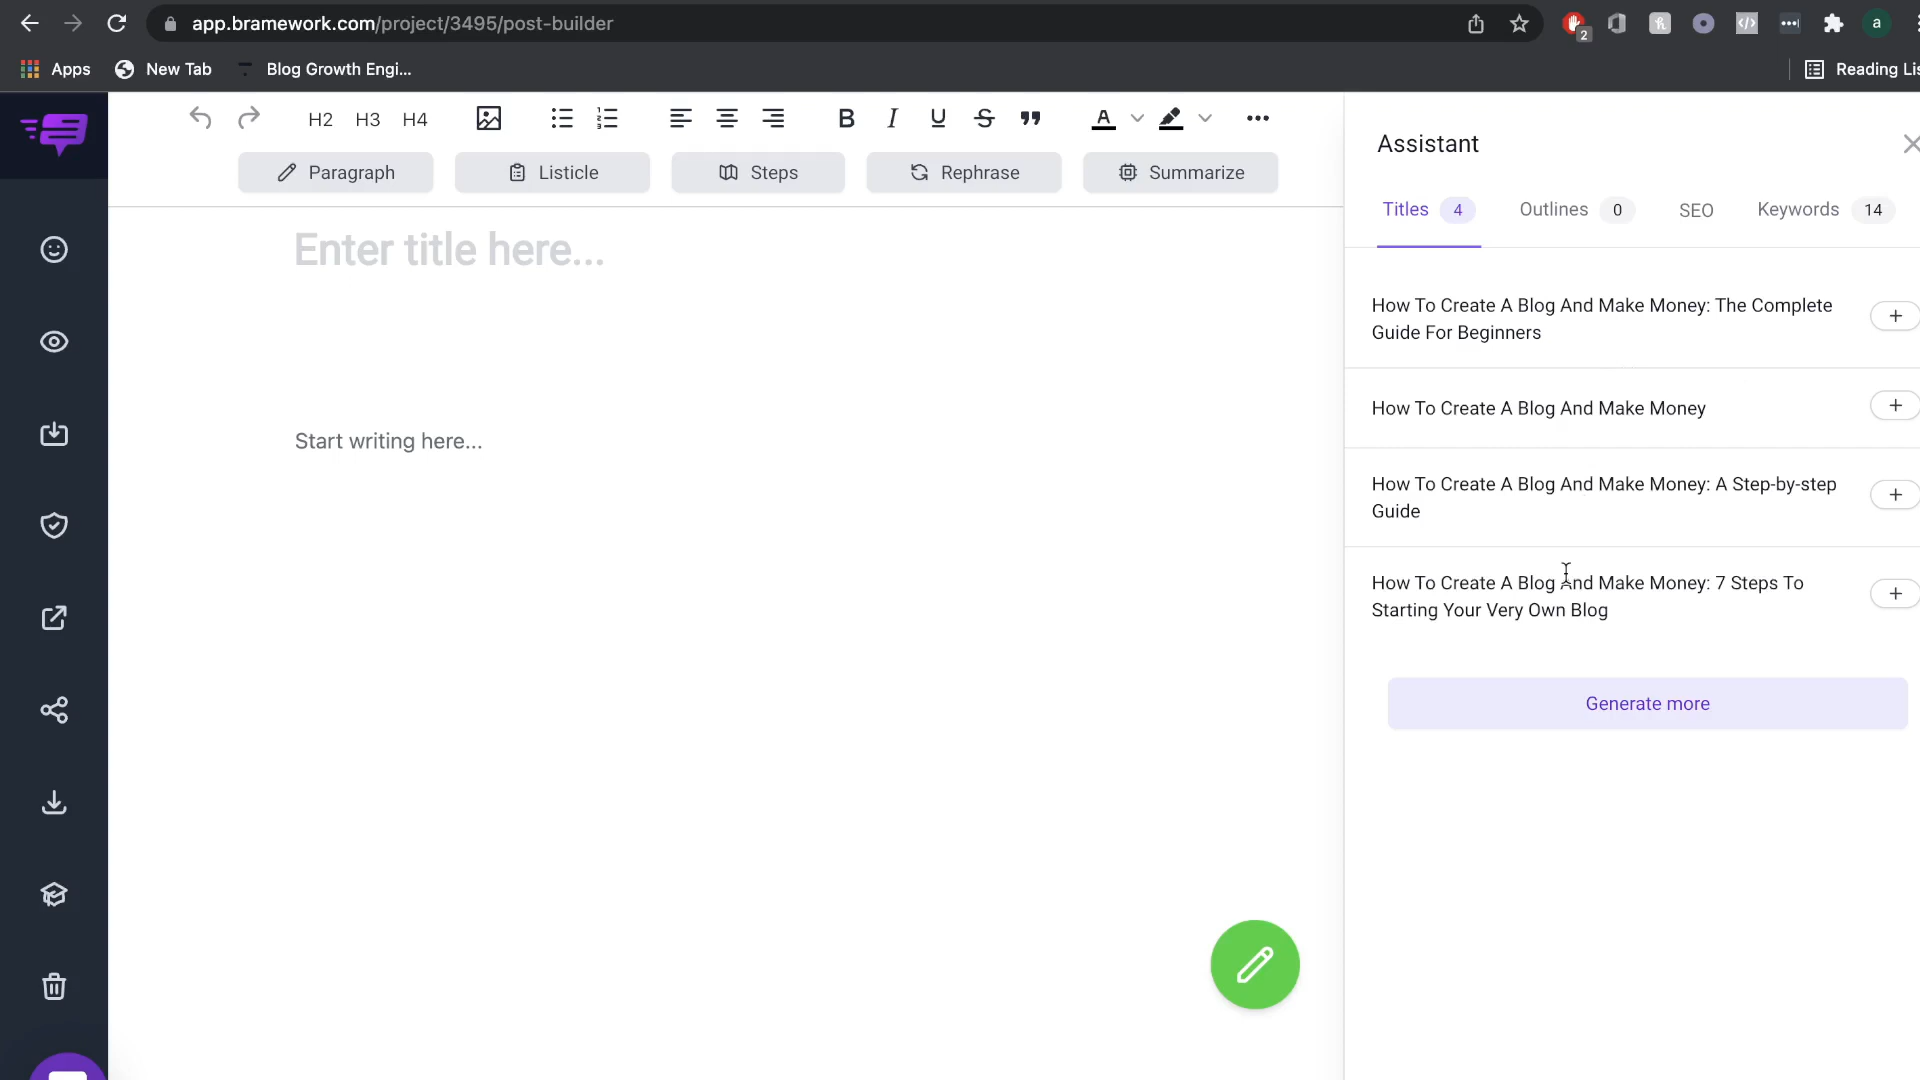 app.bramework.com/project/3495/post-builder
2
a
Apps
New Tab
Blog Growth Engi...
Reading Lis
H2 H3 H4
B I U S
A
Paragraph
Listicle
Steps
Rephrase
Summarize
Enter title here...
Start writing here...
Assistant
Titles 4
Outlines 0
SEO
Keywords 14
How To Create A Blog And Make Money: The Complete
Guide For Beginners
How To Create A Blog And Make Money
How To Create A Blog And Make Money: A Step-by-step
Guide
How To Create A Blog And Make Money: 7 Steps To
Starting Your Very Own Blog
Generate more